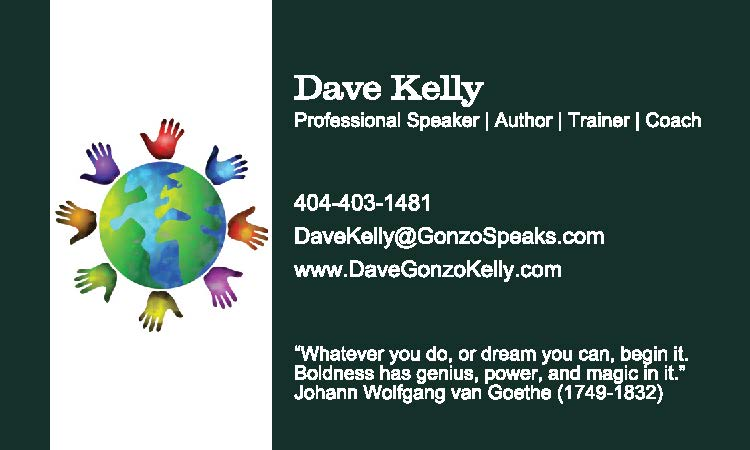 Dave Kelly
Professional Speaker | Author | Trainer | Coach
404-403-1481
DaveKelly@GonzoSpeaks.com
www.DaveGonzoKelly.com
“Whatever you do, or dream you can, begin it.
Boldness has genius, power, and magic in it.”
Johann Wolfgang van Goethe (1749-1832)